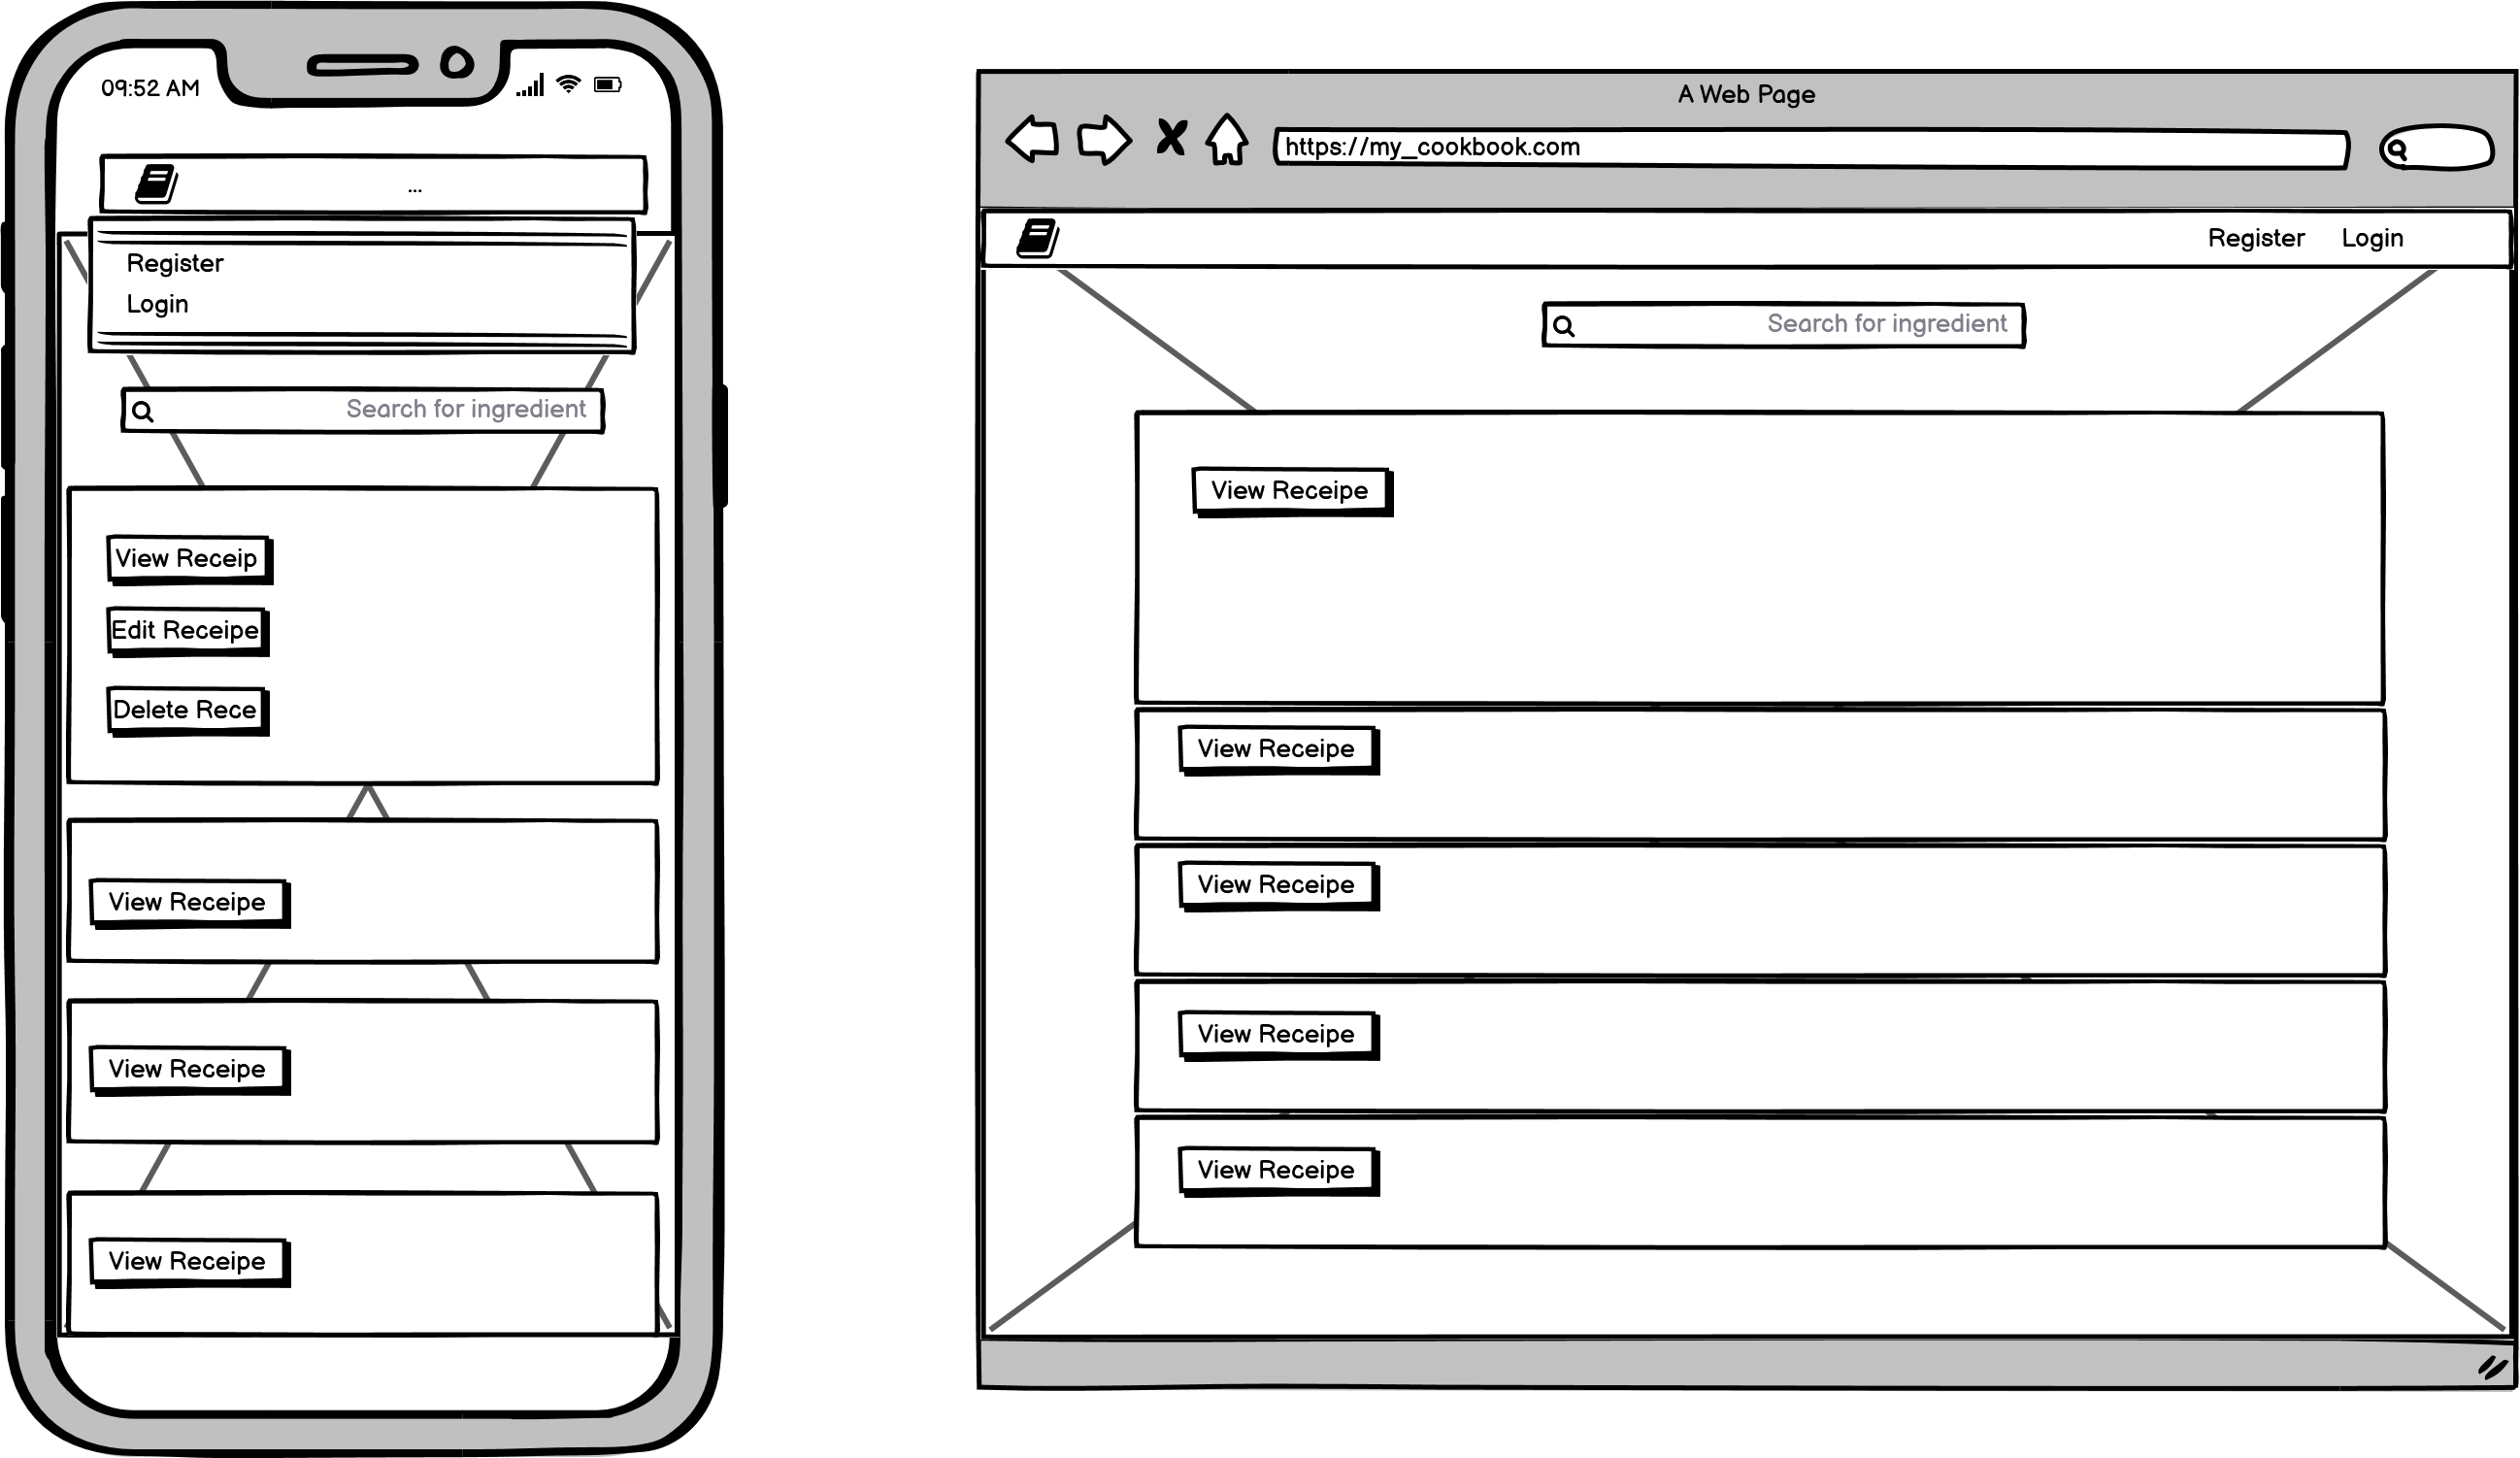 09:52 AM
...
Register
Login
Search for ingredient
View Receip
Edit Receipe
Delete Rece
View Receipe
View Receipe
View Receipe
A Web Page
https://my_cookbook.com
Register Login
Search for ingredient
View Receipe
View Receipe
View Receipe
View Receipe
View Receipe